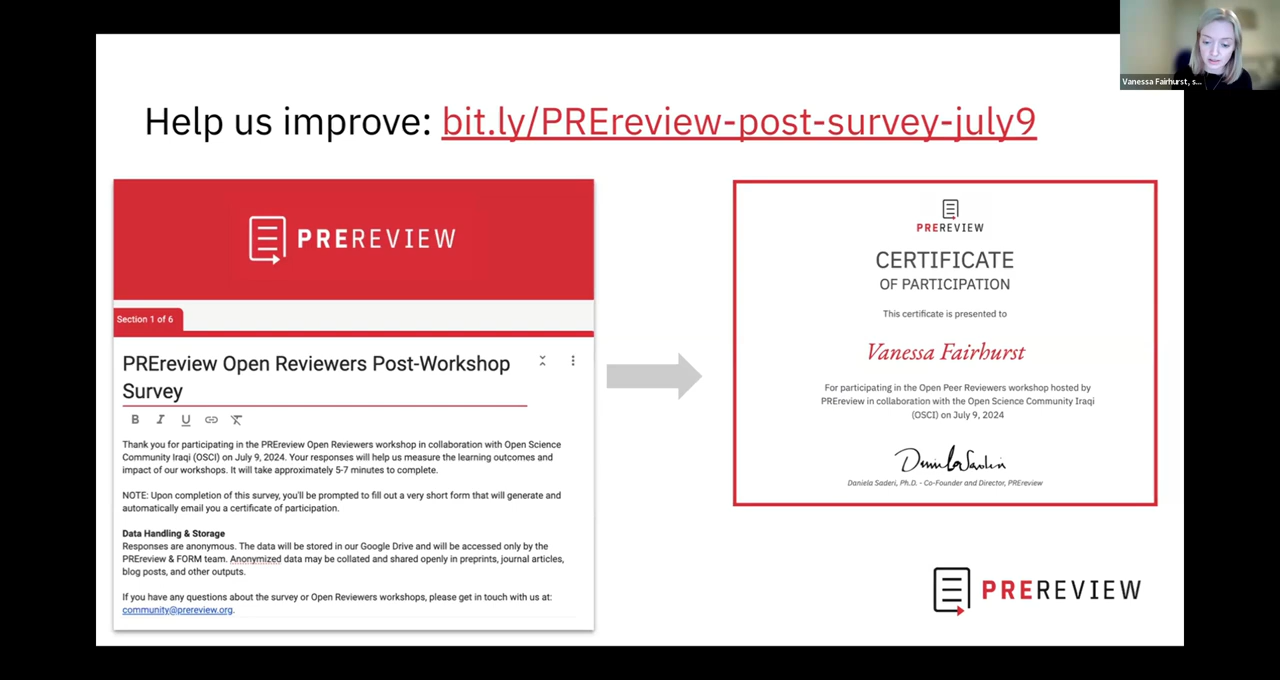 Vanessa Fairhurst, s...
Help us improve: bit.ly/PREreview-post-survey-july9
PREREVIEW
Section 1 of 6
PREreview Open Reviewers Post-Workshop
Survey
B I U
Thank you for participating in the PREreview Open Reviewers workshop in collaboration with Open Science
Community Iraqi (OSCI) on July 9, 2024. Your responses will help us measure the learning outcomes and
impact of our workshops. It will take approximately 5-7 minutes to complete.
NOTE: Upon completion of this survey, you'll be prompted to fill out a very short form that will generate and
automatically email you a certificate of participation.
Data Handling & Storage
Responses are anonymous. The data will be stored in our Google Drive and will be accessed only by the
PREreview & FORM team. Anonymized data may be collated and shared openly in preprints, journal articles,
blog posts, and other outputs.
If you have any questions about the survey or Open Reviewers workshops, please get in touch with us at:
community@prereview.org.
PREREVIEW
CERTIFICATE
OF PARTICIPATION
This certificate is presented to
Vanessa Fairhurst
For participating in the Open Peer Reviewers workshop hosted by
PREreview in collaboration with the Open Science Community Iraqi
(OSCI) on July 9, 2024
Daniela Saderi
Daniela Saderi, Ph.D. - Co-Founder and Director, PREreview
PREREVIEW